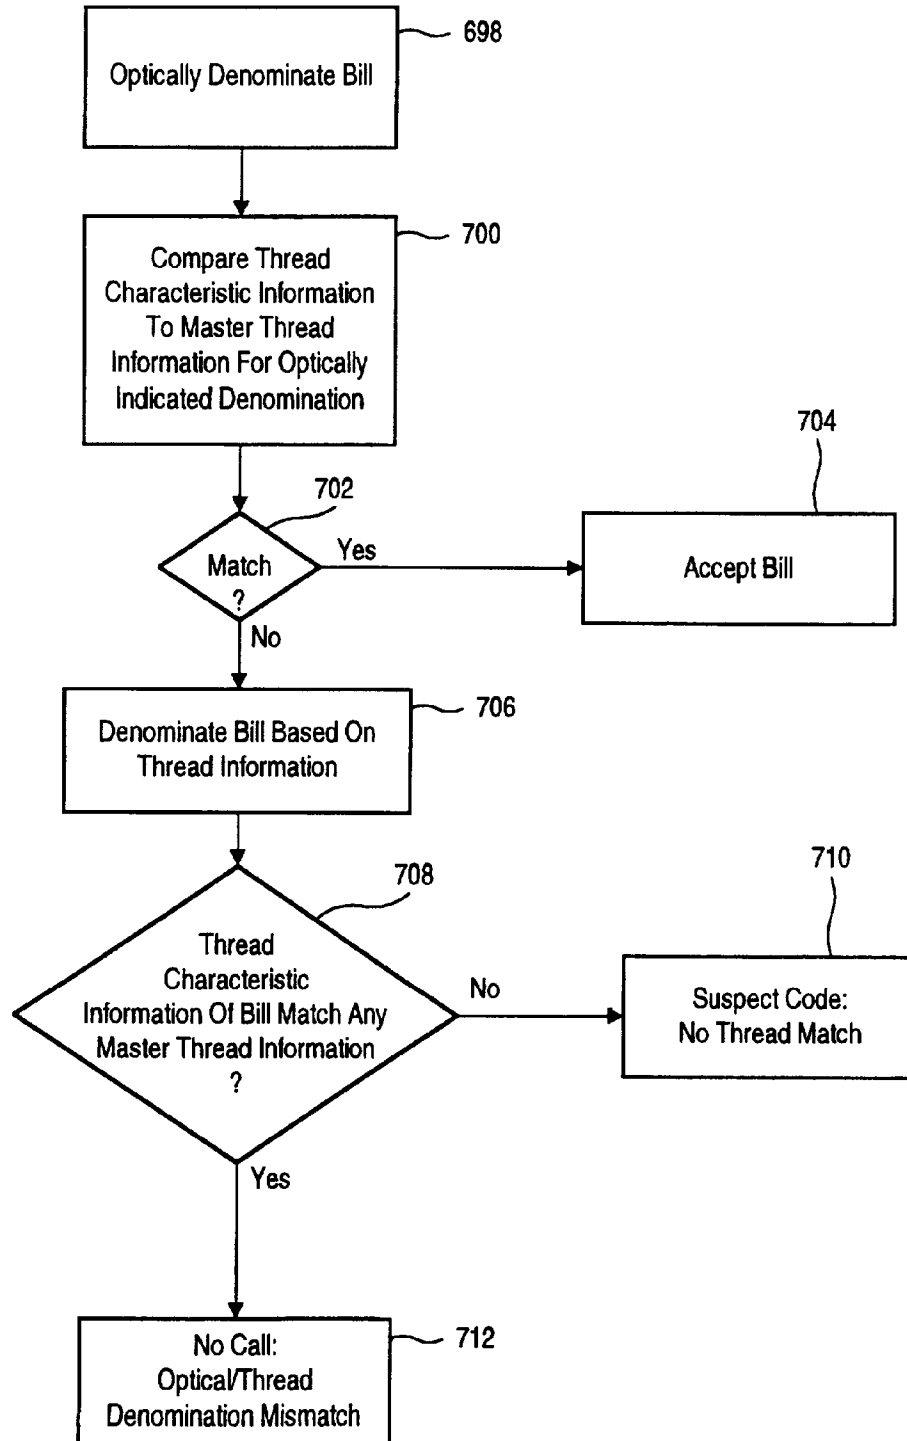 698
Optically Denominate Bill
700
Compare Thread
Characteristic Information
To Master Thread
Information For Optically
Indicated Denomination
704
702
Match
?
Yes
Accept Bill
No
706
Denominate Bill Based On
Thread Information
710
708
Thread
Characteristic
Information Of Bill Match Any
Master Thread Information
?
No
Suspect Code:
No Thread Match
Yes
712
No Call:
Optical/Thread
Denomination Mismatch